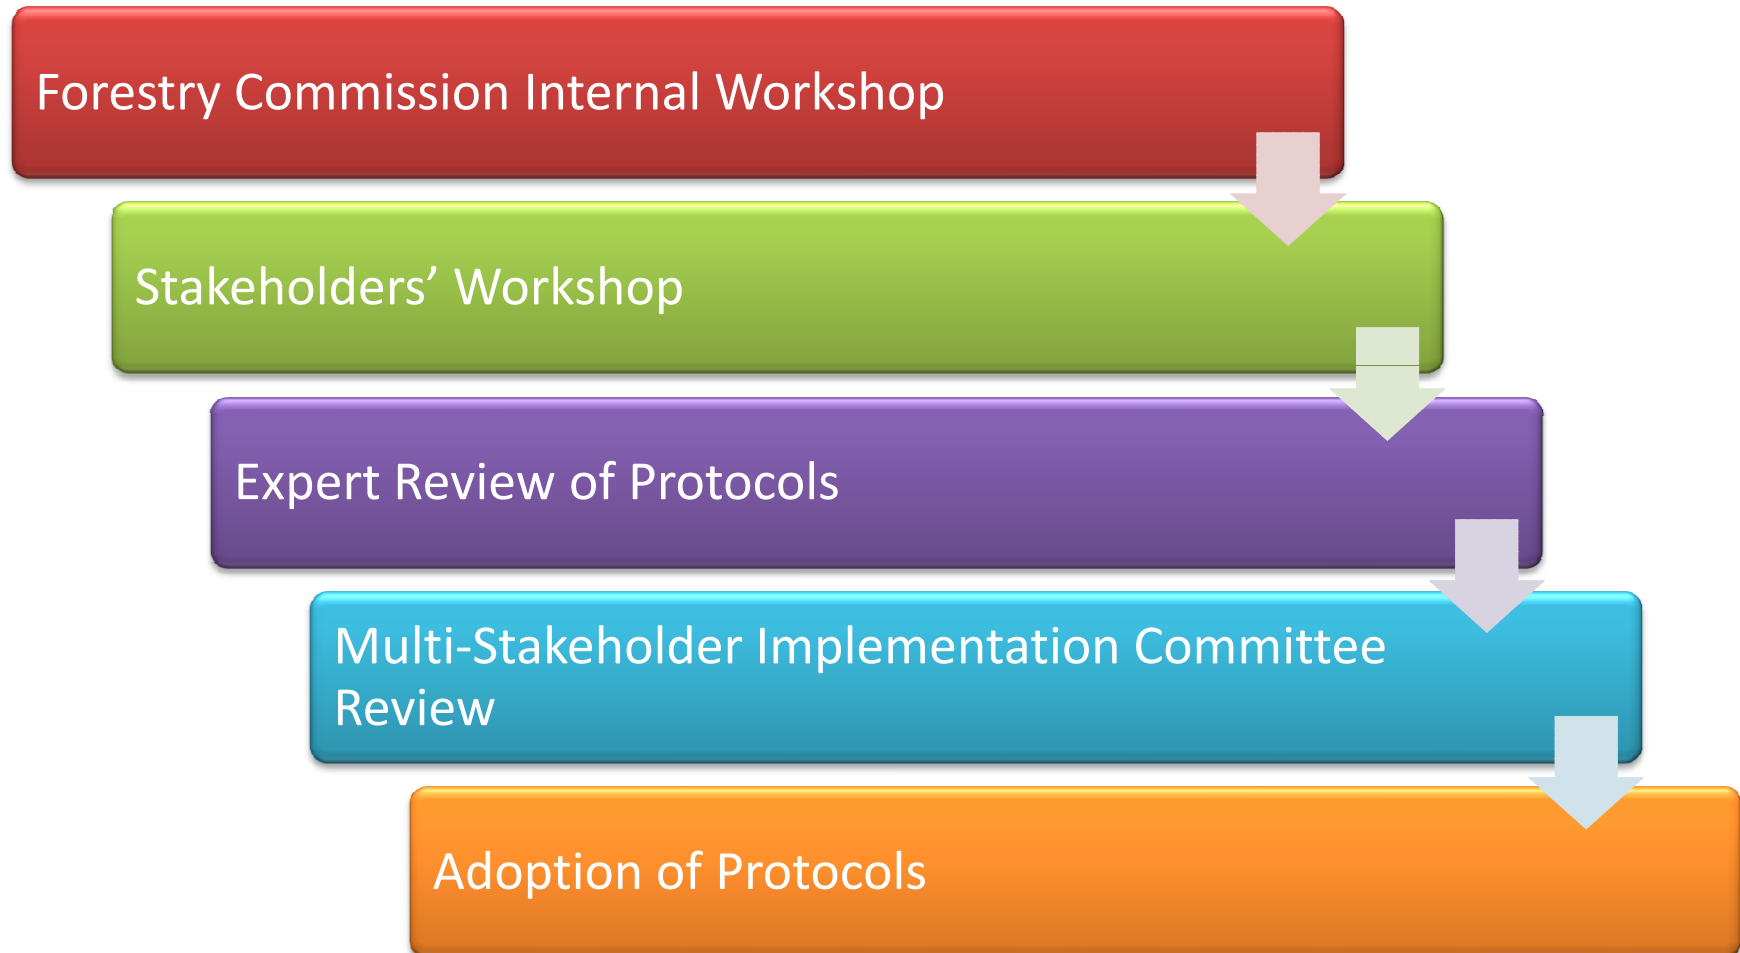 Forestry Commission Internal Workshop
Stakeholders’ Workshop
Expert Review of Protocols
Multi-Stakeholder Implementation Committee
Review
Adoption of Protocols